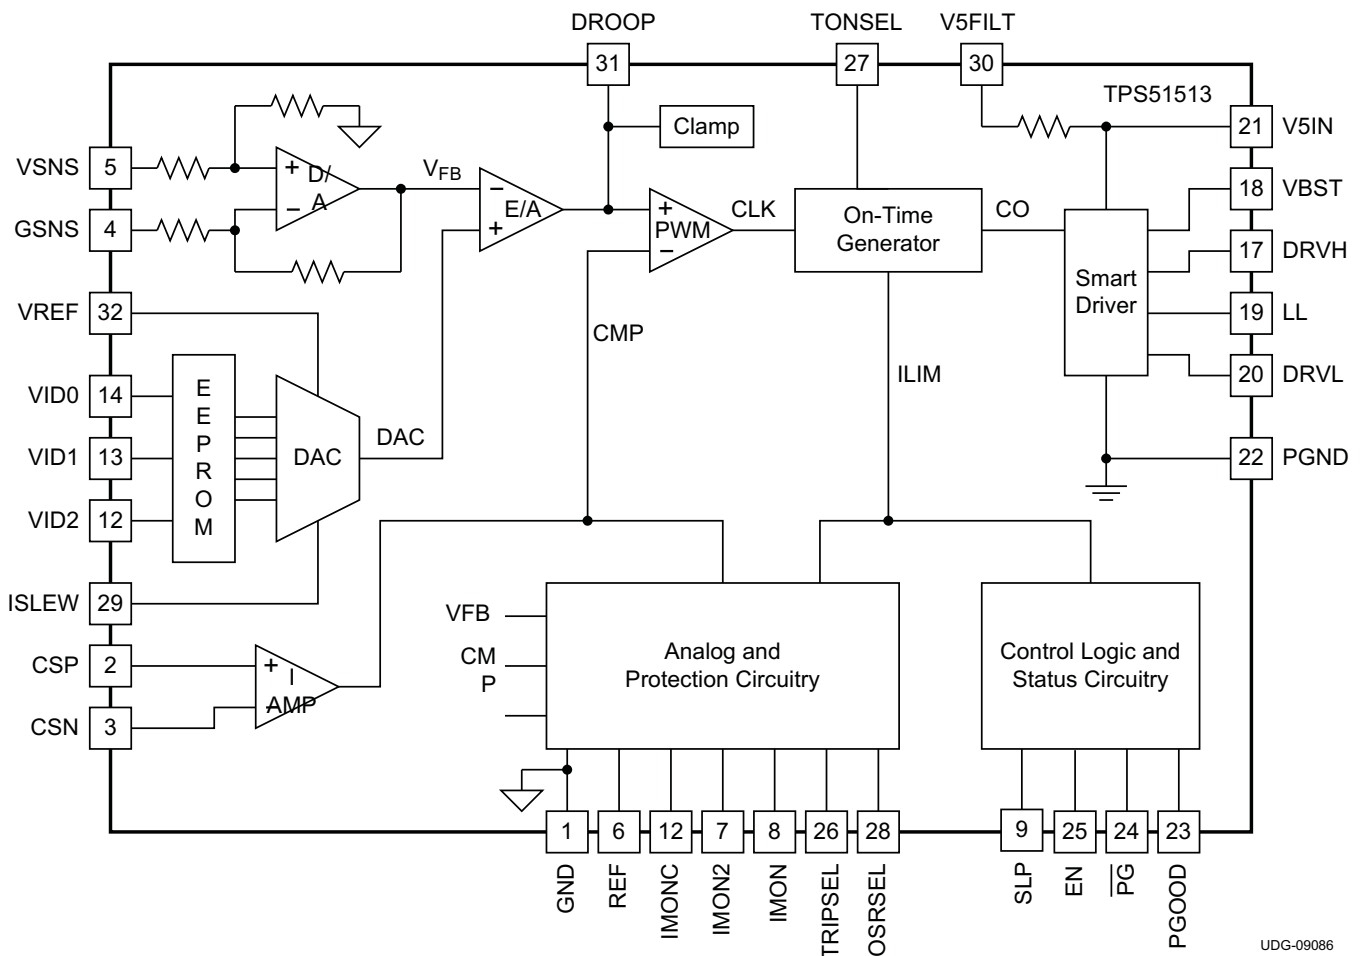 DROOP
TONSEL
V5FILT
31
27
30
TPS51513
Clamp
21
V5IN
VSNS
5
+
D/
A
−
VFB
−
E/A
+
+
PWM
−
CLK
On-Time
Generator
CO
18
VBST
GSNS
4
17
DRVH
Smart
Driver
VREF
32
19
LL
CMP
ILIM
20
DRVL
VID0
14
E
E
P
R
O
M
VID1
13
DAC
DAC
22
PGND
VID2
12
ISLEW
29
CSP
2
+
I
AMP
−
CSN
3
VFB
CM
P
Analog and
Protection Circuitry
Control Logic and
Status Circuitry
1
6
12
7
8
26
28
9
25
24
23
GND
REF
IMONC
IMON2
IMON
TRIPSEL
OSRSEL
SLP
EN
PG
PGOOD
UDG-09086